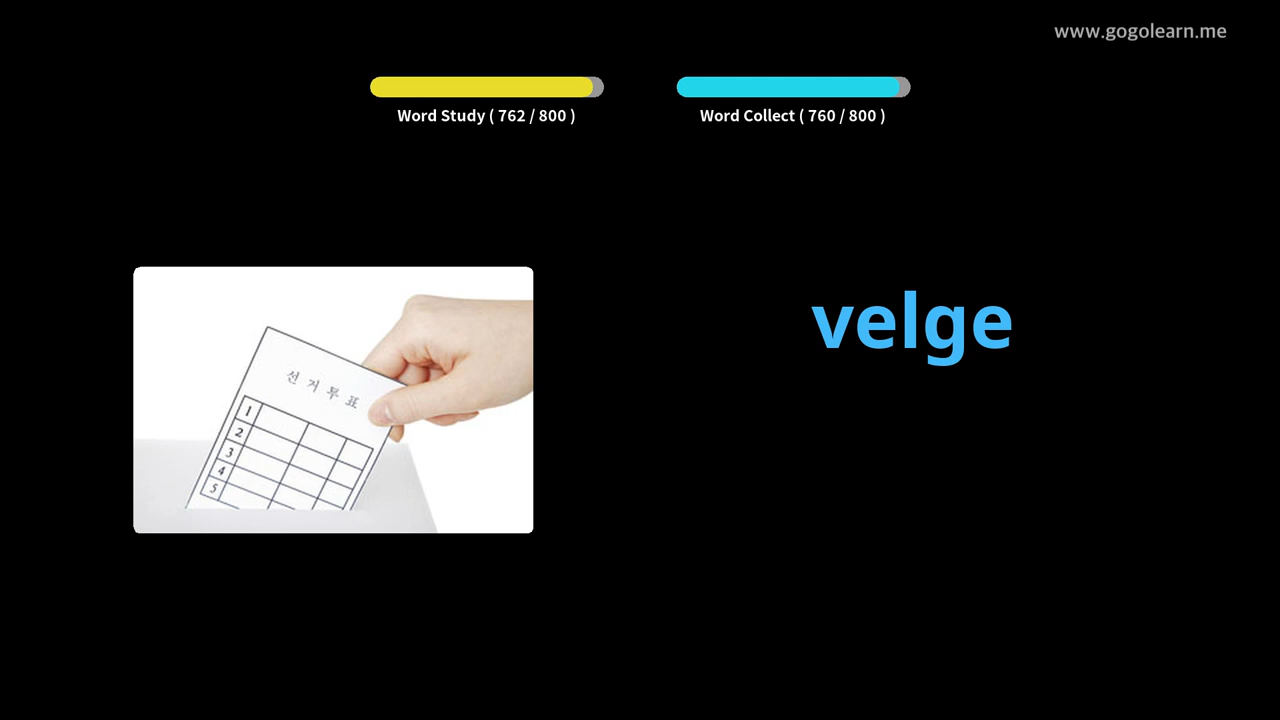 www.gogolearn.me
Word Study ( 762 / 800 )
Word Collect ( 760 / 800 )
velge
선거투표
1
2
3
4
5